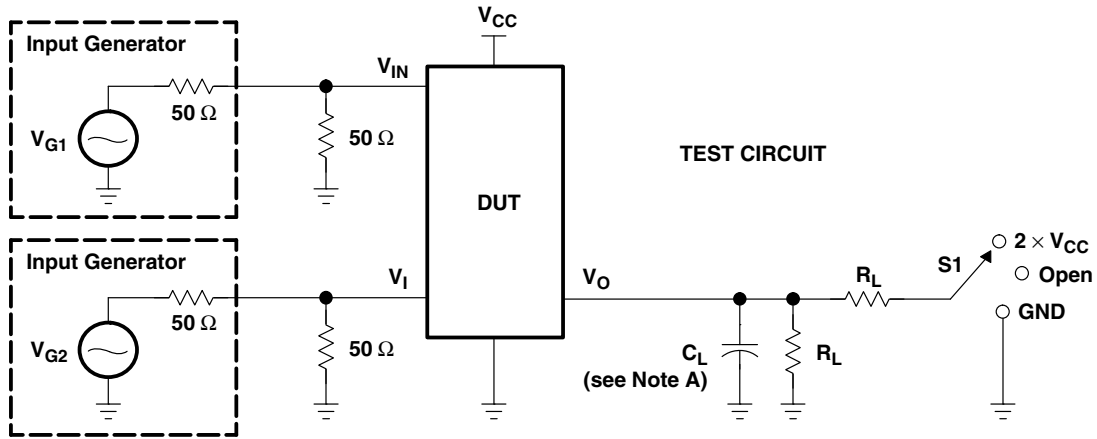 V_CC
Input Generator
V_IN
50 Ω
50 Ω
V_G1
TEST CIRCUIT
DUT
Input Generator
V_I
V_O
50 Ω
50 Ω
V_G2
R_L
S1
2 × V_CC
Open
GND
C_L
(see Note A)
R_L